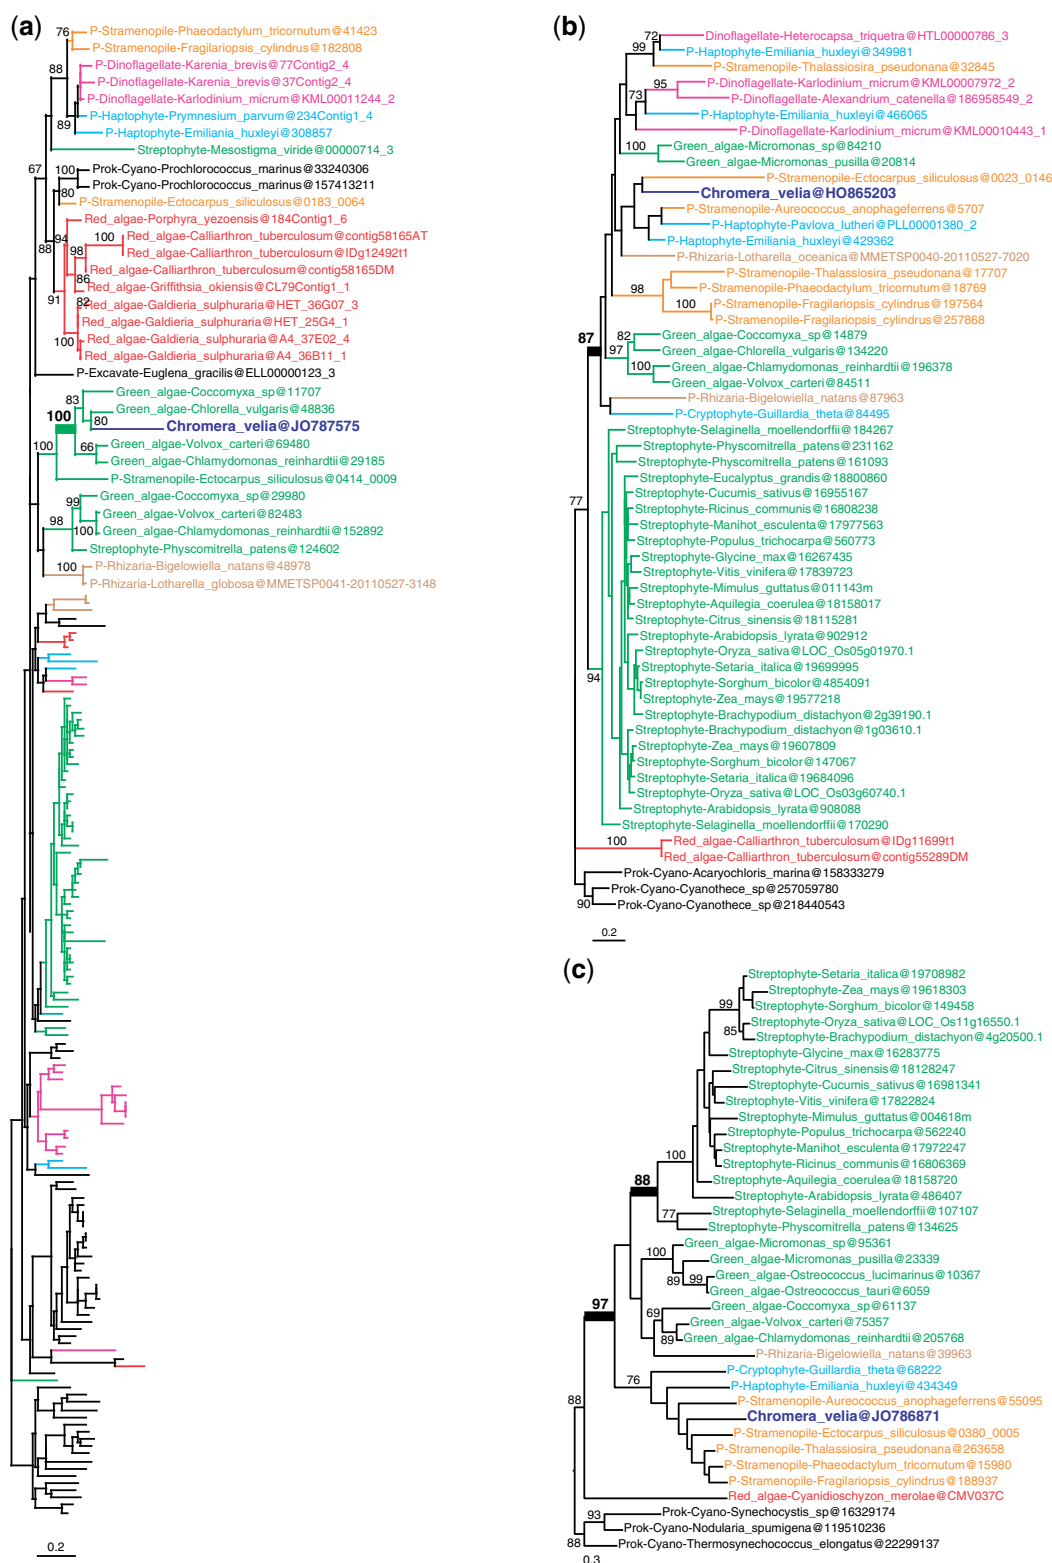 (a)
76
P-Stramenopile-Phaeodactylum_tricornutum@41423
P-Stramenopile-Fragilariopsis_cylindrus@182808
88
P-Dinoflagellate-Karenia_brevis@77Contig2_4
P-Dinoflagellate-Karenia_brevis@37Contig2_4
P-Dinoflagellate-Karlodinium_micrum@KML00011244_2
P-Haptophyte-Prymnesium_parvum@234Contig1_4
89
P-Haptophyte-Emiliania_huxleyi@308857
Streptophyte-Mesostigma_viride@00000714_3
67
100
Prok-Cyano-Prochlorococcus_marinus@33240306
Prok-Cyano-Prochlorococcus_marinus@157413211
80
P-Stramenopile-Ectocarpus_siliculosus@0183_0064
88
Red_algae-Porphyra_yezoensis@184Contig1_6
94
100
Red_algae-Calliarthron_tuberculosum@contig58165AT
98
Red_algae-Calliarthron_tuberculosum@IDg12492t1
Red_algae-Calliarthron_tuberculosum@contig58165DM
86
Red_algae-Griffithsia_okiensis@CL79Contig1_1
91
82
Red_algae-Galdieria_sulphuraria@HET_36G07_3
Red_algae-Galdieria_sulphuraria@HET_25G4_1
100
Red_algae-Galdieria_sulphuraria@A4_37E02_4
Red_algae-Galdieria_sulphuraria@A4_36B11_1
P-Excavate-Euglena_gracilis@ELL00000123_3
Green_algae-Coccomyxa_sp@11707
83
Green_algae-Chlorella_vulgaris@48836
100
80
Chromera_velia@JO787575
100
66
Green_algae-Volvox_carteri@69480
Green_algae-Chlamydomonas_reinhardtii@29185
P-Stramenopile-Ectocarpus_siliculosus@0414_0009
99
Green_algae-Coccomyxa_sp@29980
Green_algae-Volvox_carteri@82483
98
100
Green_algae-Chlamydomonas_reinhardtii@152892
Streptophyte-Physcomitrella_patens@124602
100
P-Rhizaria-Bigelowiella_natans@48978
P-Rhizaria-Lotharella_globosa@MMETSP0041-20110527-3148
0.2
(b)
72
Dinoflagellate-Heterocapsa_triquetra@HTL00000786_3
99
P-Haptophyte-Emiliania_huxleyi@349981
P-Stramenopile-Thalassiosira_pseudonana@32845
95
P-Dinoflagellate-Karlodinium_micrum@KML00007972_2
73
P-Dinoflagellate-Alexandrium_catenella@186958549_2
P-Haptophyte-Emiliania_huxleyi@466065
P-Dinoflagellate-Karlodinium_micrum@KML00010443_1
100
Green_algae-Micromonas_sp@84210
Green_algae-Micromonas_pusilla@20814
P-Stramenopile-Ectocarpus_siliculosus@0023_0146
Chromera_velia@HO865203
P-Stramenopile-Aureococcus_anophagefferens@5707
P-Haptophyte-Pavlova_lutheri@PLL00001380_2
P-Haptophyte-Emiliania_huxleyi@429362
P-Rhizaria-Lotharella_oceanica@MMETSP0040-20110527-7020
P-Stramenopile-Thalassiosira_pseudonana@17707
98
P-Stramenopile-Phaeodactylum_tricornutum@18769
100
P-Stramenopile-Fragilariopsis_cylindrus@197564
P-Stramenopile-Fragilariopsis_cylindrus@257868
87
82
Green_algae-Coccomyxa_sp@14879
97
Green_algae-Chlorella_vulgaris@134220
100
Green_algae-Chlamydomonas_reinhardtii@196378
Green_algae-Volvox_carteri@84511
P-Rhizaria-Bigelowiella_natans@87963
P-Cryptophyte-Guillardia_theta@84495
Streptophyte-Selaginella_moellendorffii@184267
Streptophyte-Physcomitrella_patens@231162
Streptophyte-Physcomitrella_patens@161093
Streptophyte-Eucalyptus_grandis@18800860
77
Streptophyte-Cucumis_sativus@16955167
Streptophyte-Ricinus_communis@16808238
Streptophyte-Manihot_esculenta@17977563
Streptophyte-Populus_trichocarpa@560773
Streptophyte-Glycine_max@16267435
Streptophyte-Vitis_vinifera@17839723
Streptophyte-Mimulus_guttatus@011143m
Streptophyte-Aquilegia_coerulea@18158017
Streptophyte-Citrus_sinensis@18115281
Streptophyte-Arabidopsis_lyrata@902912
Streptophyte-Oryza_sativa@LOC_Os05g01970.1
Streptophyte-Setaria_italica@19699995
94
Streptophyte-Sorghum_bicolor@4854091
Streptophyte-Zea_mays@19577218
Streptophyte-Brachypodium_distachyon@2g39190.1
Streptophyte-Brachypodium_distachyon@1g03610.1
Streptophyte-Zea_mays@19607809
Streptophyte-Sorghum_bicolor@147067
Streptophyte-Setaria_italica@19684096
Streptophyte-Oryza_sativa@LOC_Os03g60740.1
Streptophyte-Arabidopsis_lyrata@908088
Streptophyte-Selaginella_moellendorffii@170290
100
Red_algae-Calliarthron_tuberculosum@IDg11699t1
Red_algae-Calliarthron_tuberculosum@contig55289DM
Prok-Cyano-Acaryochloris_marina@158333279
Prok-Cyano-Cyanothece_sp@257059780
90
Prok-Cyano-Cyanothece_sp@218440543
0.2
(c)
Streptophyte-Setaria_italica@19708982
Streptophyte-Zea_mays@19618303
99
Streptophyte-Sorghum_bicolor@149458
85
Streptophyte-Oryza_sativa@LOC_Os11g16550.1
Streptophyte-Brachypodium_distachyon@4g20500.1
Streptophyte-Glycine_max@16283775
Streptophyte-Citrus_sinensis@18128247
Streptophyte-Cucumis_sativus@16981341
Streptophyte-Vitis_vinifera@17822824
Streptophyte-Mimulus_guttatus@004618m
Streptophyte-Populus_trichocarpa@562240
Streptophyte-Manihot_esculenta@17972247
100
Streptophyte-Ricinus_communis@16806369
Streptophyte-Aquilegia_coerulea@18158720
88
Streptophyte-Arabidopsis_lyrata@486407
77
Streptophyte-Selaginella_moellendorffii@107107
Streptophyte-Physcomitrella_patens@134625
100
Green_algae-Micromonas_sp@95361
Green_algae-Micromonas_pusilla@23339
89
99
Green_algae-Ostreococcus_lucimarinus@10367
Green_algae-Ostreococcus_tauri@6059
97
69
Green_algae-Coccomyxa_sp@61137
Green_algae-Volvox_carteri@75357
89
Green_algae-Chlamydomonas_reinhardtii@205768
P-Rhizaria-Bigelowiella_natans@39963
P-Cryptophyte-Guillardia_theta@68222
76
P-Haptophyte-Emiliania_huxleyi@434349
88
P-Stramenopile-Aureococcus_anophagefferens@55095
Chromera_velia@JO786871
P-Stramenopile-Ectocarpus_siliculosus@0380_0005
P-Stramenopile-Thalassiosira_pseudonana@263658
P-Stramenopile-Phaeodactylum_tricornutum@15980
P-Stramenopile-Fragilariopsis_cylindrus@188937
Red_algae-Cyanidioschyzon_merolae@CMV037C
93
Prok-Cyano-Synechocystis_sp@16329174
Prok-Cyano-Nodularia_spumigena@119510236
88
Prok-Cyano-Thermosynechococcus_elongatus@22299137
0.3